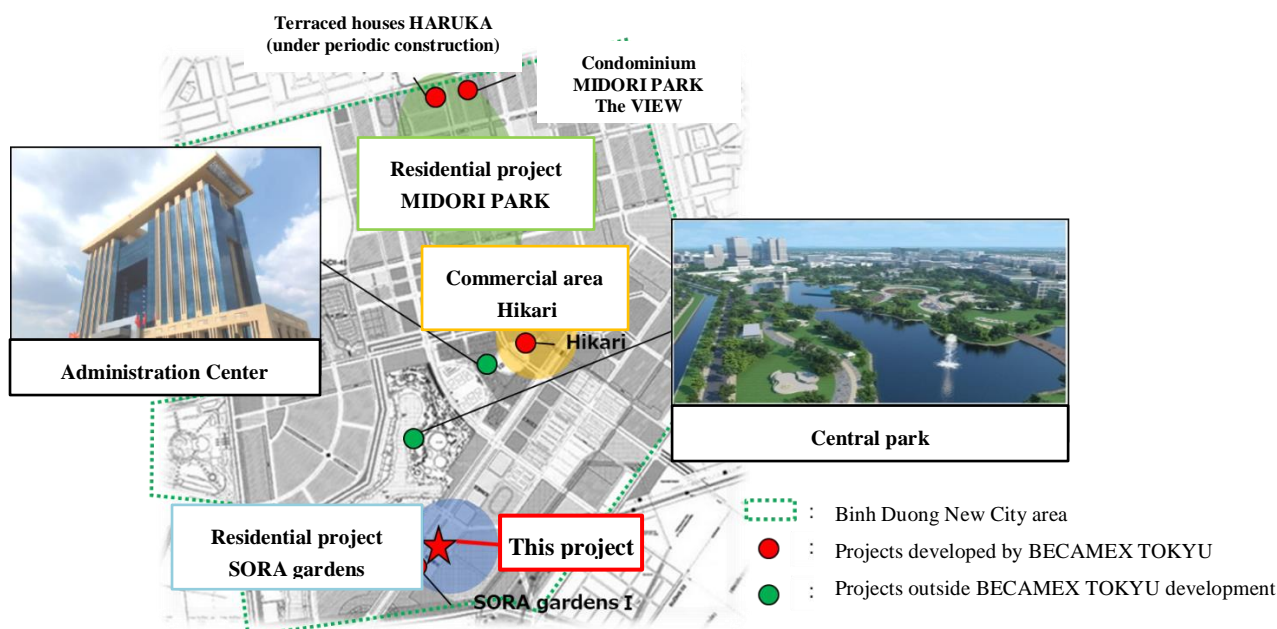 Terraced houses HARUKA
(under periodic construction)
Condominium
MIDORI PARK
The VIEW
Residential project
MIDORI PARK
Commercial area
Hikari
Hikari
Administration Center
Central park
Residential project
SORA gardens
This project
SORA gardens I
: Binh Duong New City area
: Projects developed by BECAMEX TOKYU
: Projects outside BECAMEX TOKYU development